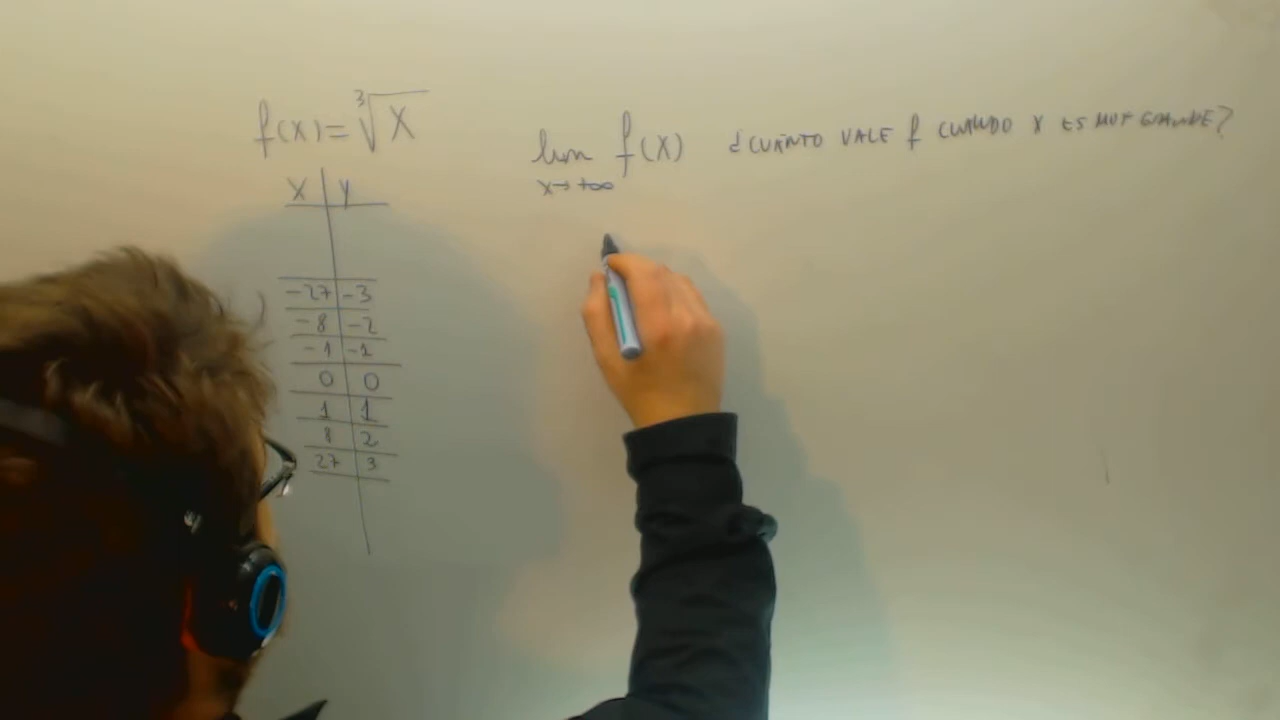 f(x)=∛x
lim f(x) ¿CUÁNTO VALE f CUANDO X ES MUY GRANDE?
x→+∞
X Y
-27 -3
-8 -2
-1 -1
0 0
1 1
8 2
27 3